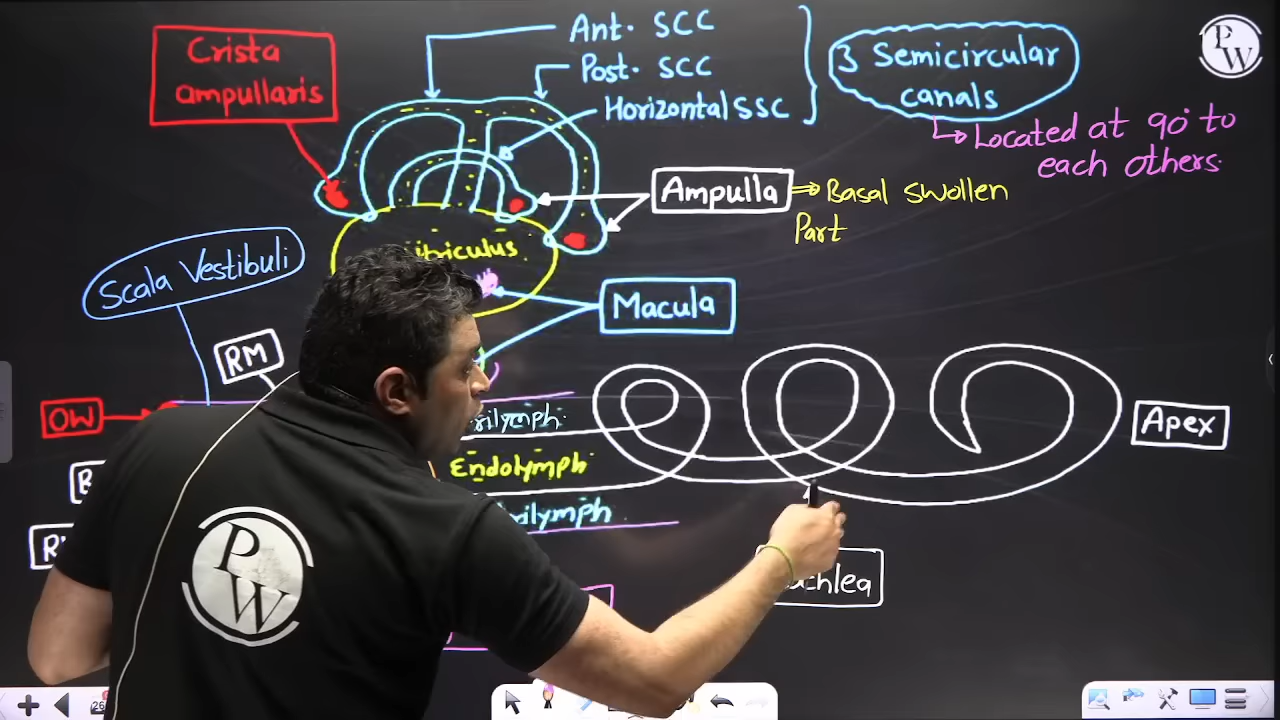 Crista
ampullaris
Ant. SCC
Post. SCC
Horizontal SSC
3 Semicircular
canals
PW
↳ Located at 90° to
each others.
Ampulla ⇒ Basal Swollen
Part
Scala Vestibuli
Macula
RM
OW
Endolymph
Apex
PW
26